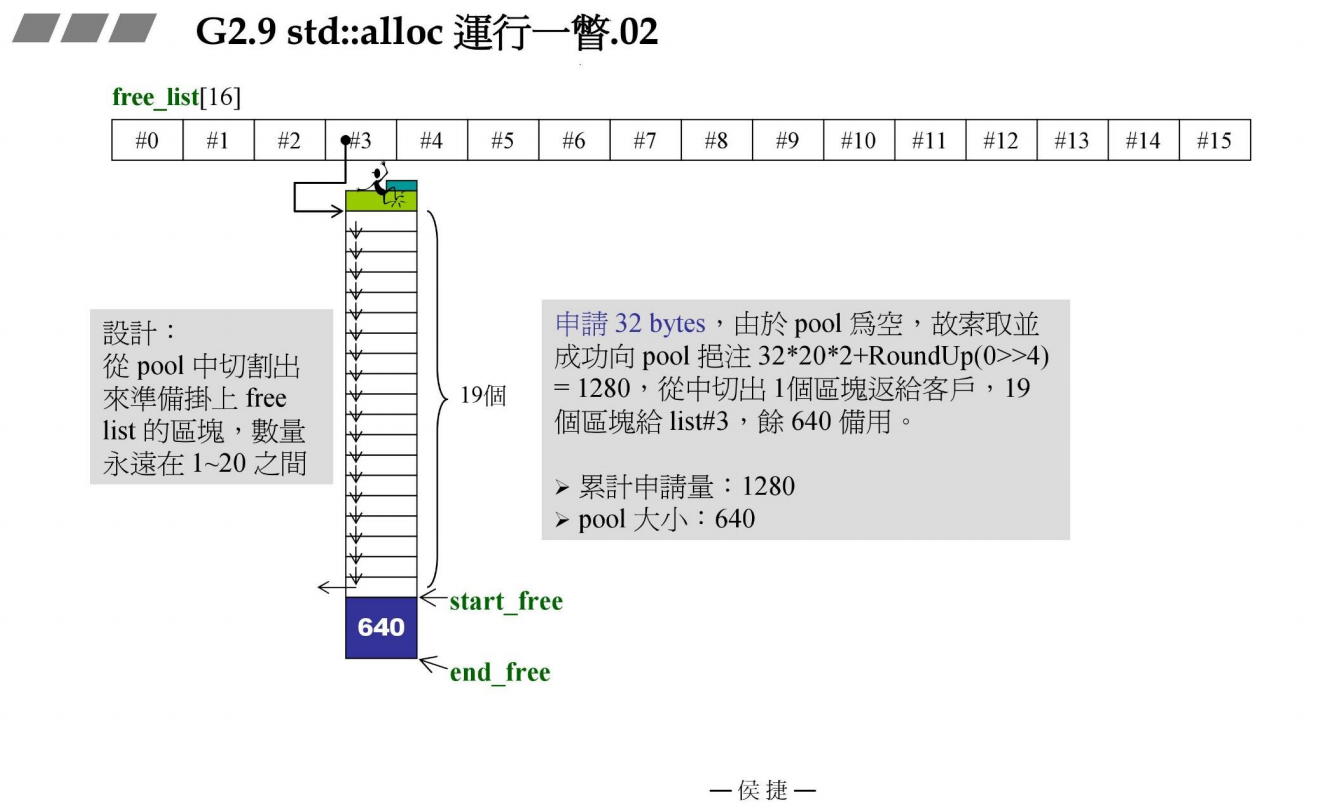 G2.9 std::alloc 運行一瞥.02
free_list[16]
#0 #1 #2 #3 #4 #5 #6 #7 #8 #9 #10 #11 #12 #13 #14 #15
設計：
從 pool 中切割出
來準備掛上 free
list 的區塊，數量
永遠在 1~20 之間
19個
申請 32 bytes，由於 pool 爲空，故索取並
成功向 pool 挹注 32*20*2+RoundUp(0>>4)
= 1280，從中切出 1個區塊返給客戶，19
個區塊給 list#3，餘 640 備用。
➢ 累計申請量：1280
➢ pool 大小：640
start_free
640
end_free
— 侯 捷 —